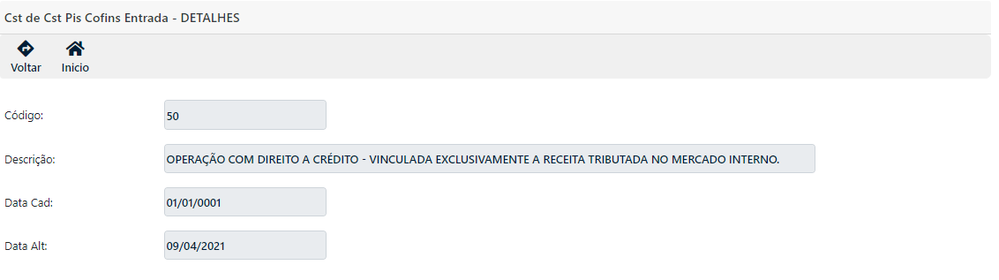 Cst de Cst Pis Cofins Entrada - DETALHES
Voltar Inicio
Código: 50
Descrição: OPERAÇÃO COM DIREITO A CRÉDITO - VINCULADA EXCLUSIVAMENTE A RECEITA TRIBUTADA NO MERCADO INTERNO.
Data Cad: 01/01/0001
Data Alt: 09/04/2021